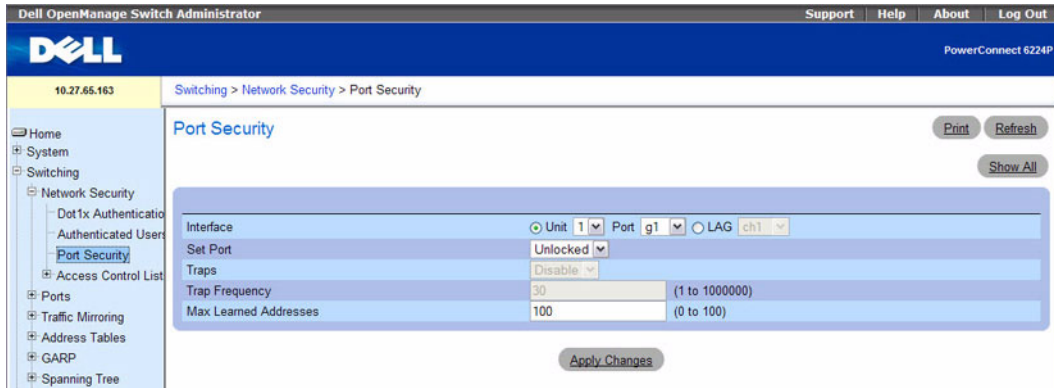 Dell OpenManage Switch Administrator
Support Help About Log Out
DELL
PowerConnect 6224P
10.27.65.163
Switching > Network Security > Port Security
Home
System
Switching
Network Security
Dot1x Authenticatio
Authenticated Users
Port Security
Access Control List
Ports
Traffic Mirroring
Address Tables
GARP
Spanning Tree
Port Security
Print Refresh
Show All
Interface Unit 1 Port g1 LAG ch1
Set Port Unlocked
Traps Disable
Trap Frequency 30 (1 to 1000000)
Max Learned Addresses 100 (0 to 100)
Apply Changes